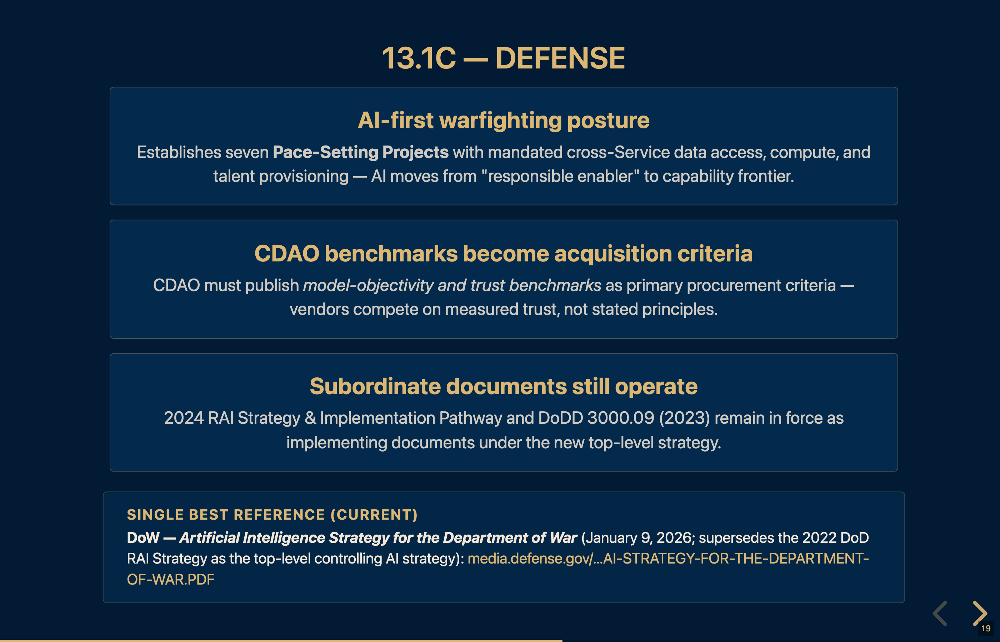 13.1C — DEFENSE
AI-first warfighting posture
Establishes seven Pace-Setting Projects with mandated cross-Service data access, compute, and
talent provisioning — AI moves from "responsible enabler" to capability frontier.
CDAO benchmarks become acquisition criteria
CDAO must publish model-objectivity and trust benchmarks as primary procurement criteria —
vendors compete on measured trust, not stated principles.
Subordinate documents still operate
2024 RAI Strategy & Implementation Pathway and DoDD 3000.09 (2023) remain in force as
implementing documents under the new top-level strategy.
SINGLE BEST REFERENCE (CURRENT)
DoW — Artificial Intelligence Strategy for the Department of War (January 9, 2026; supersedes the 2022 DoD
RAI Strategy as the top-level controlling AI strategy): media.defense.gov/...AI-STRATEGY-FOR-THE-DEPARTMENT-
OF-WAR.PDF
19